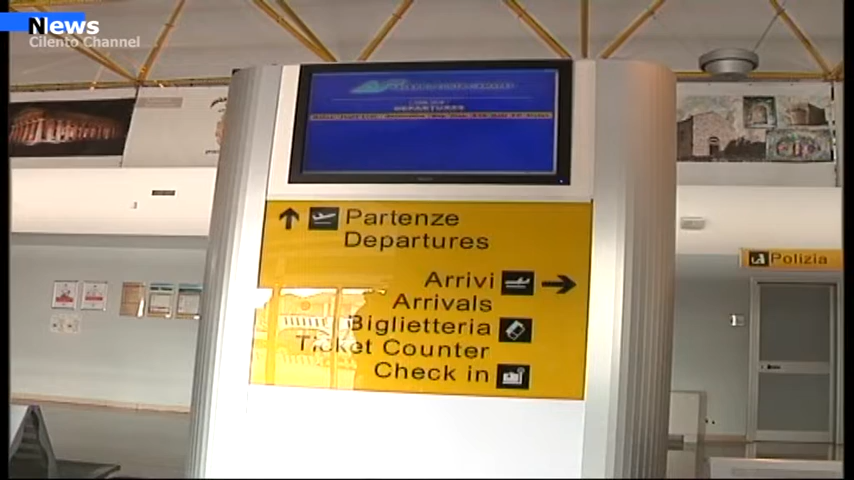 News
Cilento Channel
DEPARTURES
Partenze
Departures
Arrivi
Arrivals
Biglietteria
Ticket Counter
Check in
Polizia